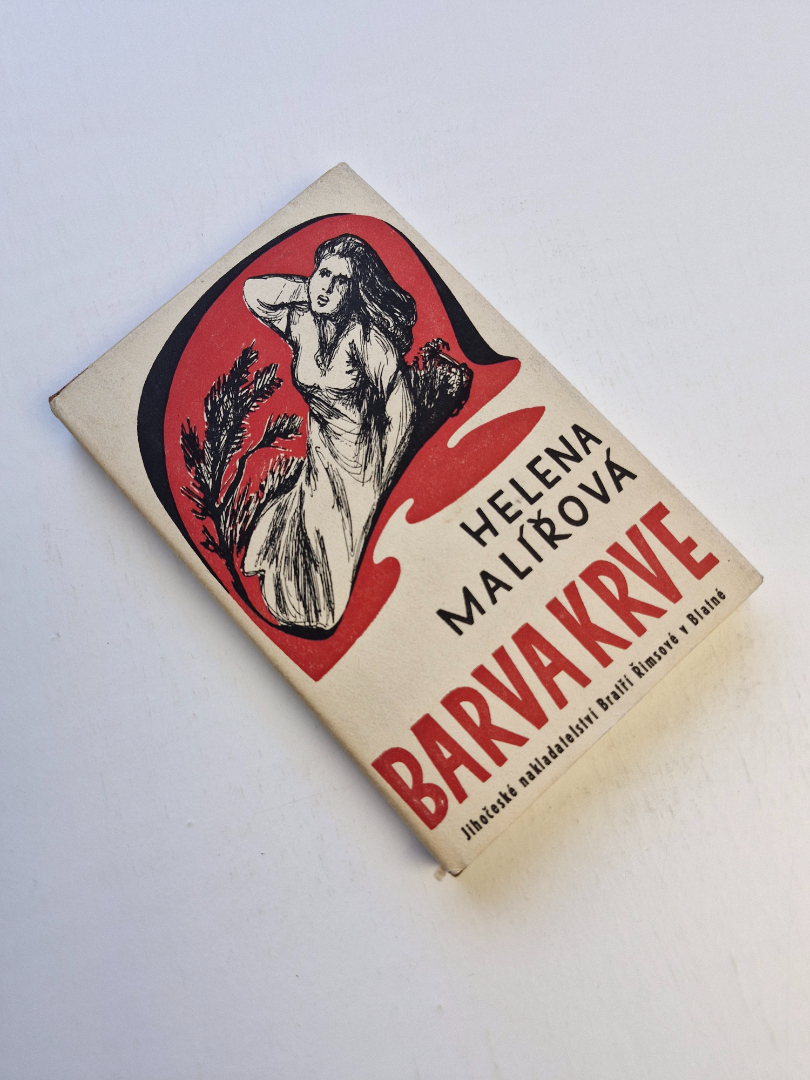 HELENA
MALÍŘOVÁ
BARVA KRVE
Jihočeské nakladatelství Bratří Římsové v Blatné